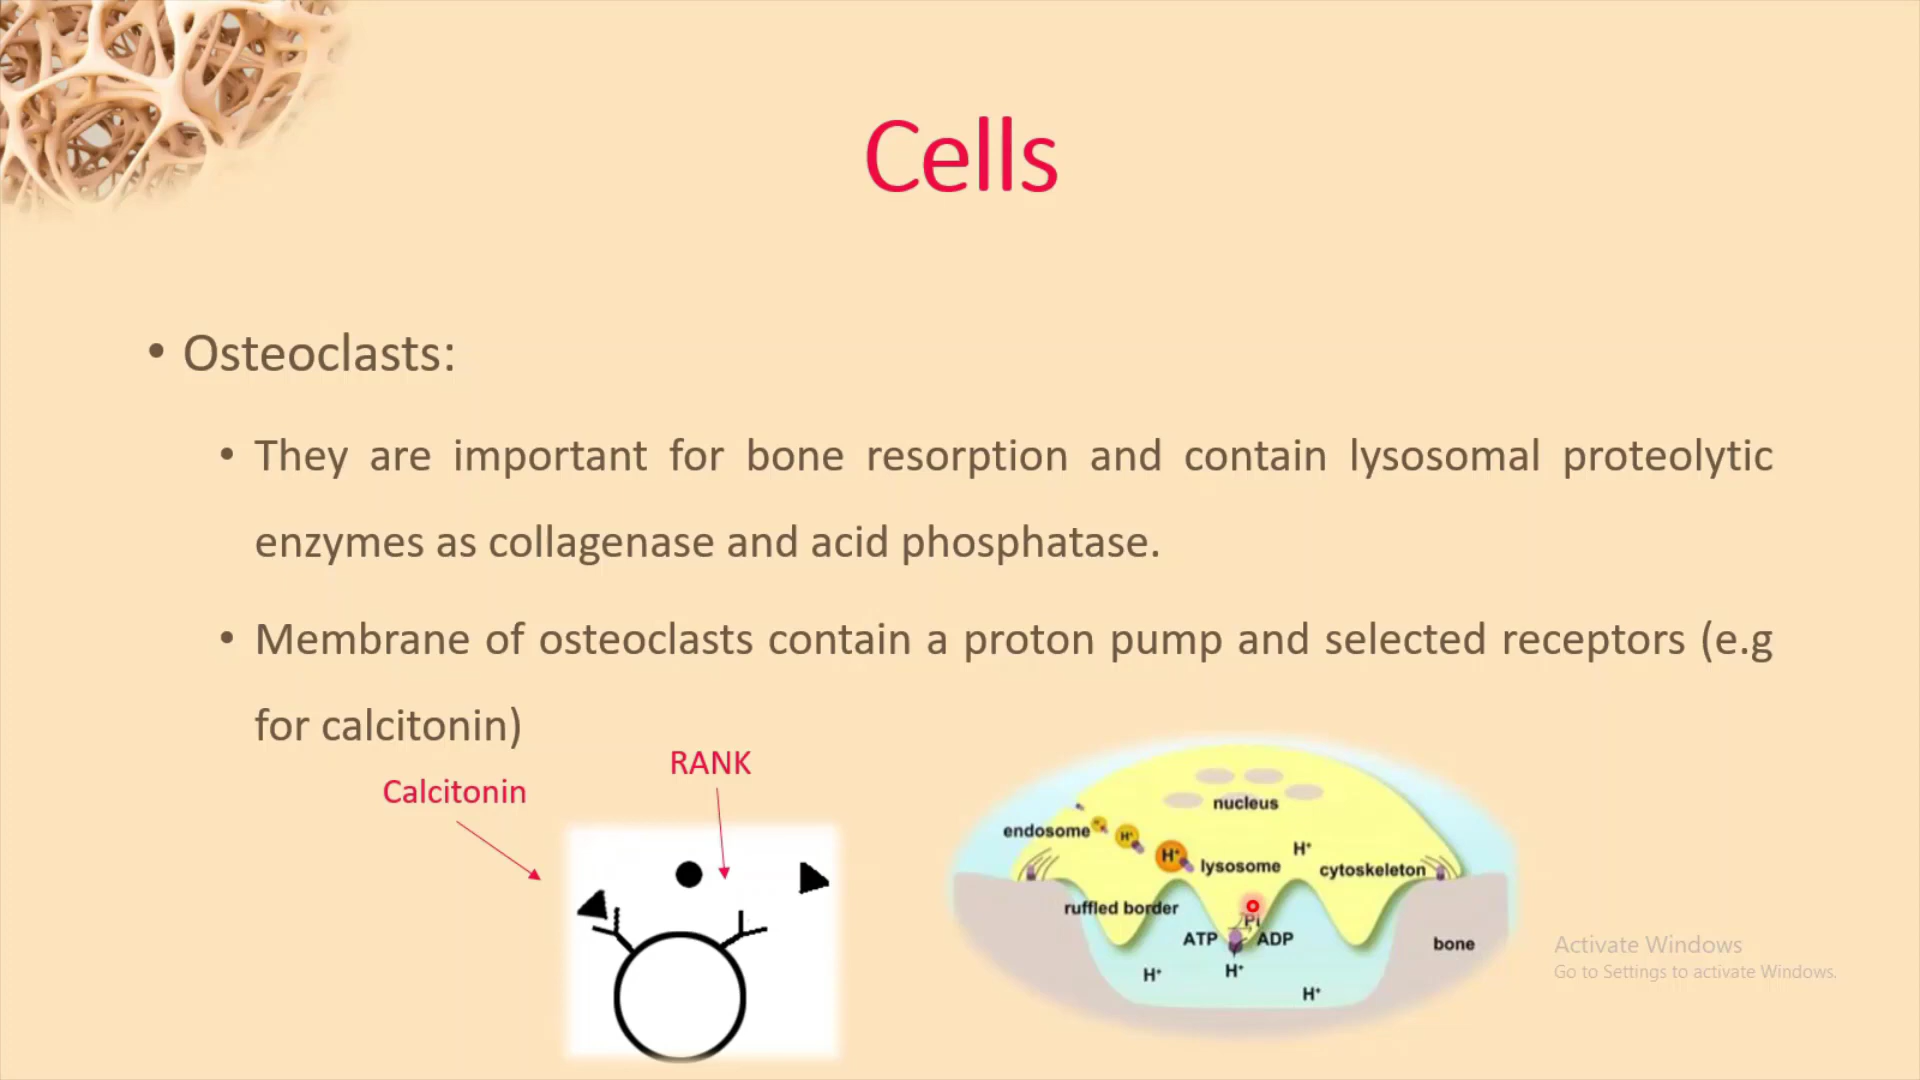 Cells
• Osteoclasts:
• They are important for bone resorption and contain lysosomal proteolytic
enzymes as collagenase and acid phosphatase.
• Membrane of osteoclasts contain a proton pump and selected receptors (e.g
for calcitonin)
RANK
Calcitonin
nucleus
endosome
H⁺
H⁺
H⁺
lysosome
cytoskeleton
ruffled border
Pi
ATP
ADP
bone
H⁺
H⁺
H⁺
Activate Windows
Go to Settings to activate Windows.